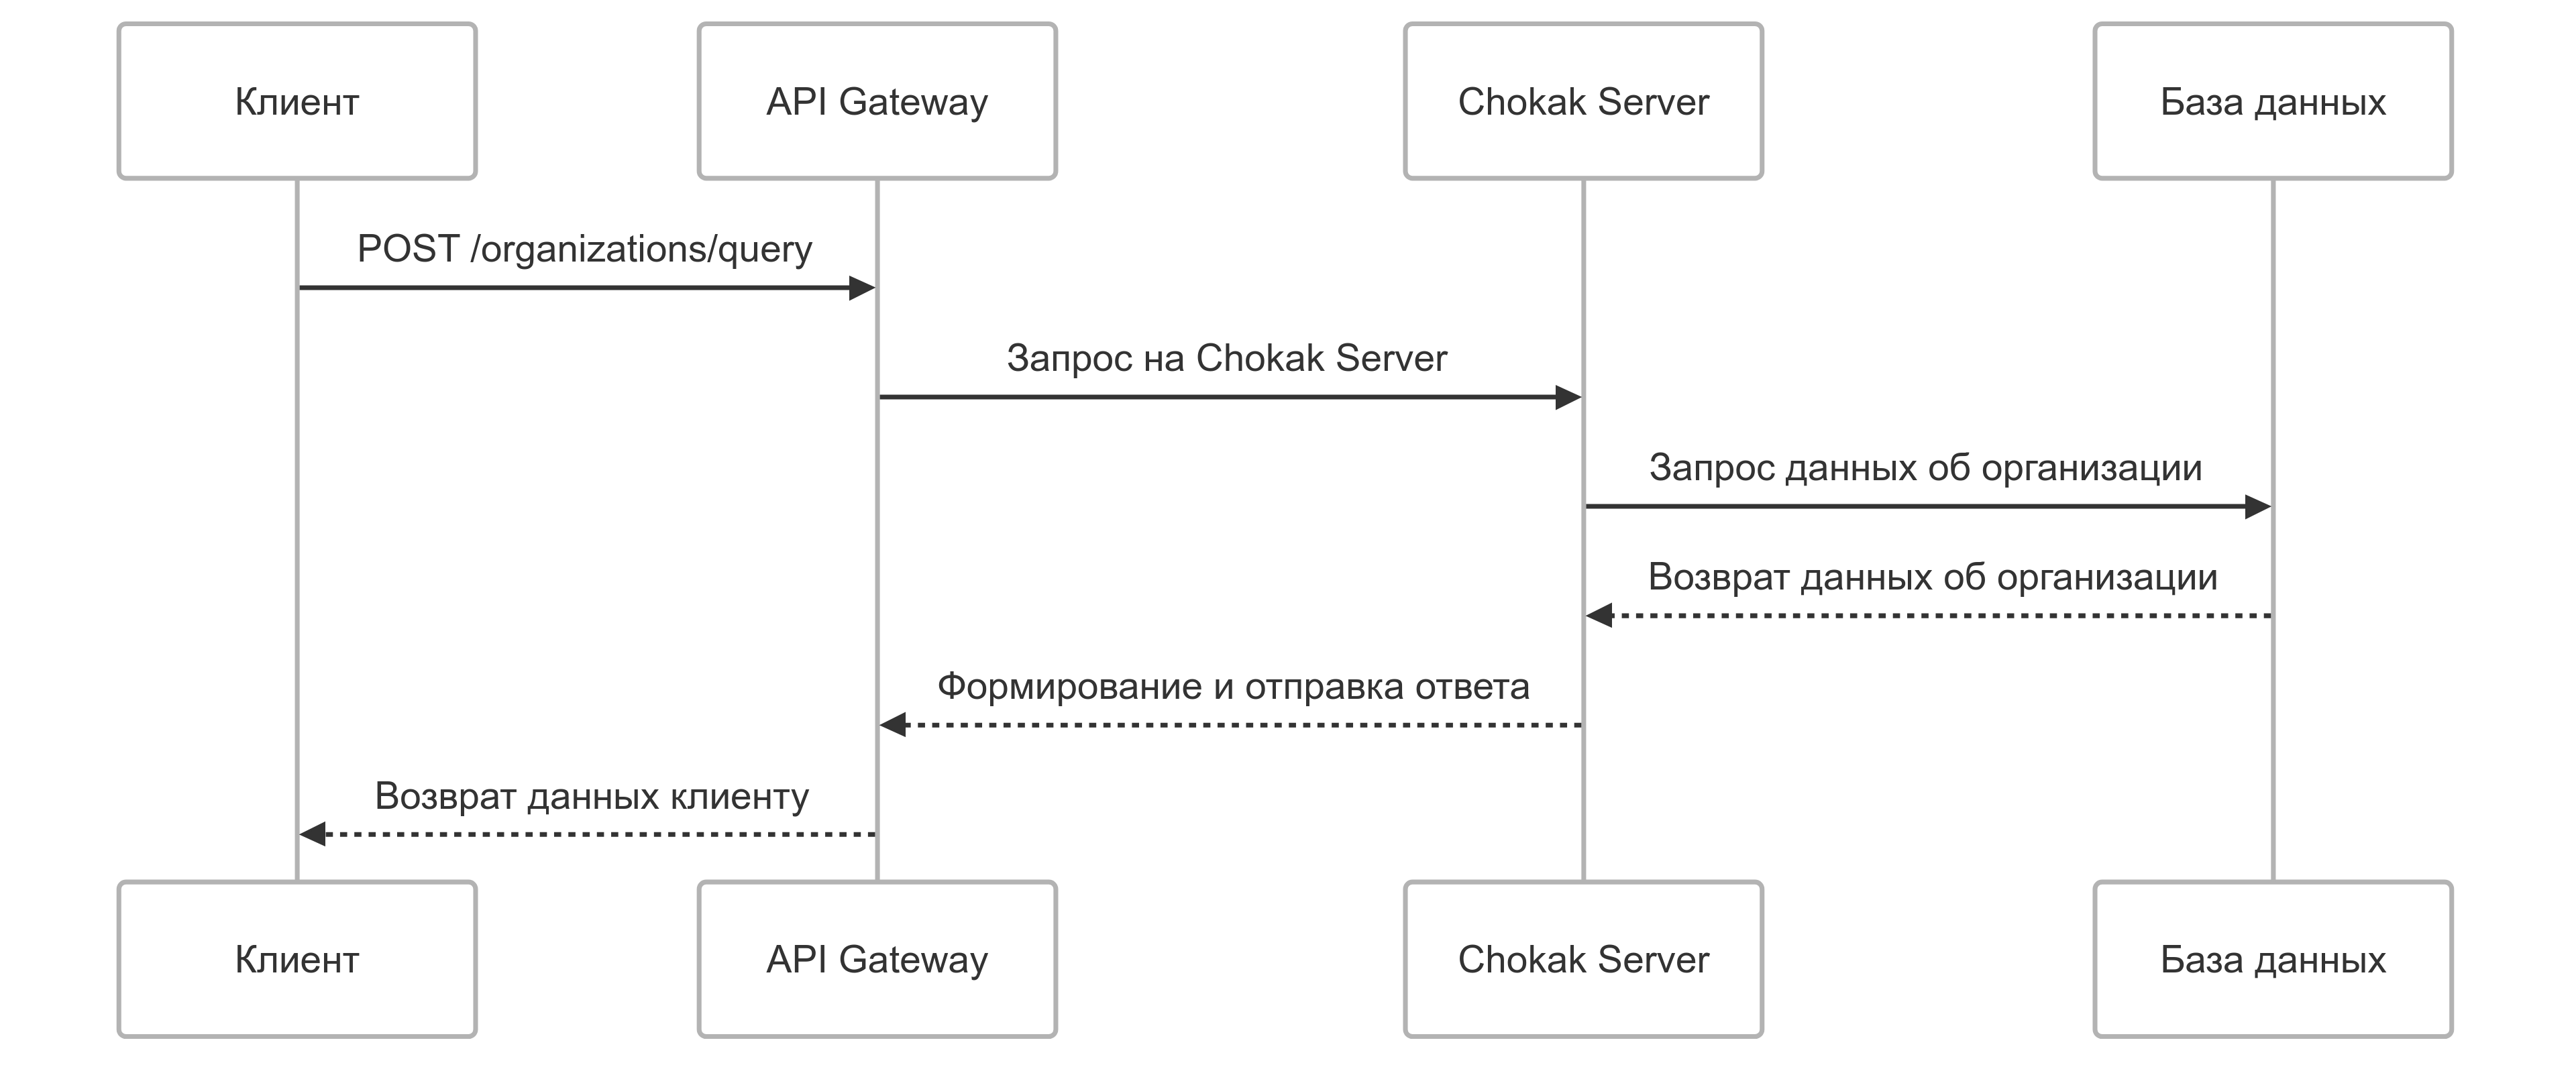 Клиент
API Gateway
Chokak Server
База данных
POST /organizations/query
Запрос на Chokak Server
Запрос данных об организации
Возврат данных об организации
Формирование и отправка ответа
Возврат данных клиенту
Клиент
API Gateway
Chokak Server
База данных